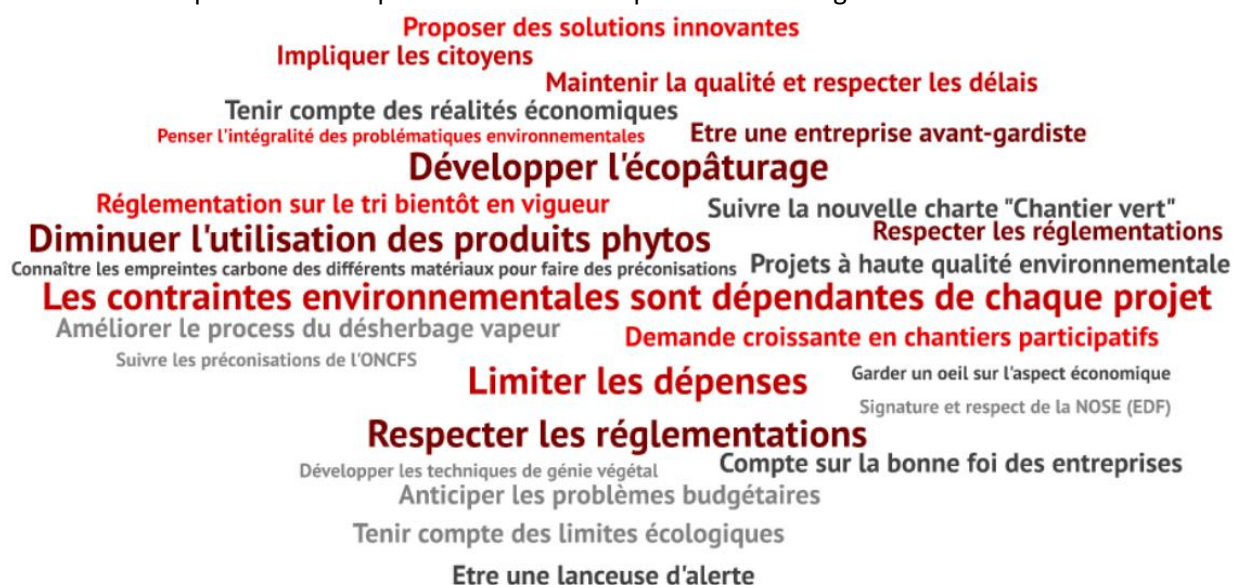 Proposer des solutions innovantes
Impliquer les citoyens
Maintenir la qualité et respecter les délais
Tenir compte des réalités économiques
Penser l'intégralité des problématiques environnementales
Etre une entreprise avant-gardiste
Développer l'écopâturage
Réglementation sur le tri bientôt en vigueur
Suivre la nouvelle charte "Chantier vert"
Diminuer l'utilisation des produits phytos
Respecter les réglementations
Connaître les empreintes carbone des différents matériaux pour faire des préconisations
Projets à haute qualité environnementale
Les contraintes environnementales sont dépendantes de chaque projet
Améliorer le process du désherbage vapeur
Demande croissante en chantiers participatifs
Suivre les préconisations de l'ONCFS
Limiter les dépenses
Garder un oeil sur l'aspect économique
Signature et respect de la NOSE (EDF)
Respecter les réglementations
Développer les techniques de génie végétal
Compte sur la bonne foi des entreprises
Anticiper les problèmes budgétaires
Tenir compte des limites écologiques
Etre une lanceuse d'alerte